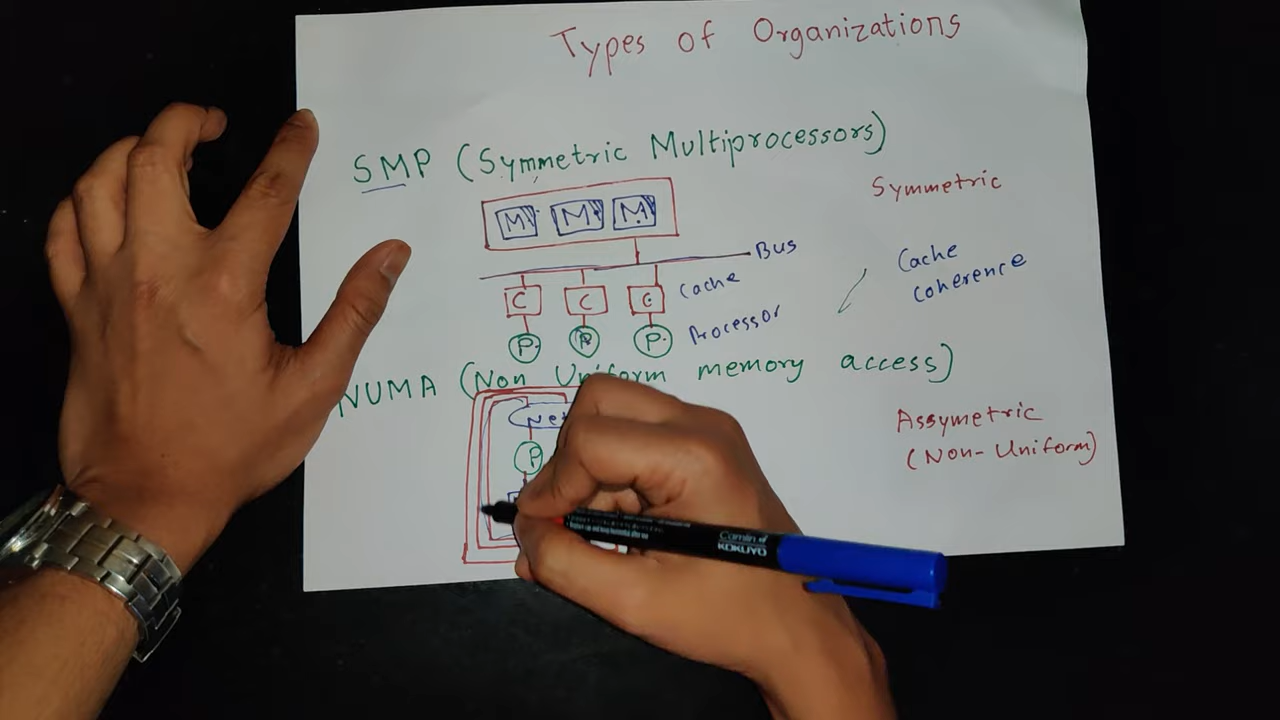 Types of Organizations
SMP (Symmetric Multiprocessors)
Symmetric
M M M
Bus
Cache
coherence
C C C Cache
P P P Processor
NUMA (Non Uniform memory access)
Net
Assymetric
(Non-Uniform)
P
Camlin
KOKUYO